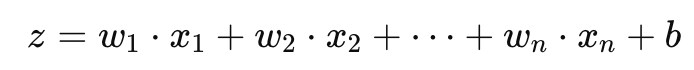 z = w₁ · x₁ + w₂ · x₂ + ⋯ + wₙ · xₙ + b